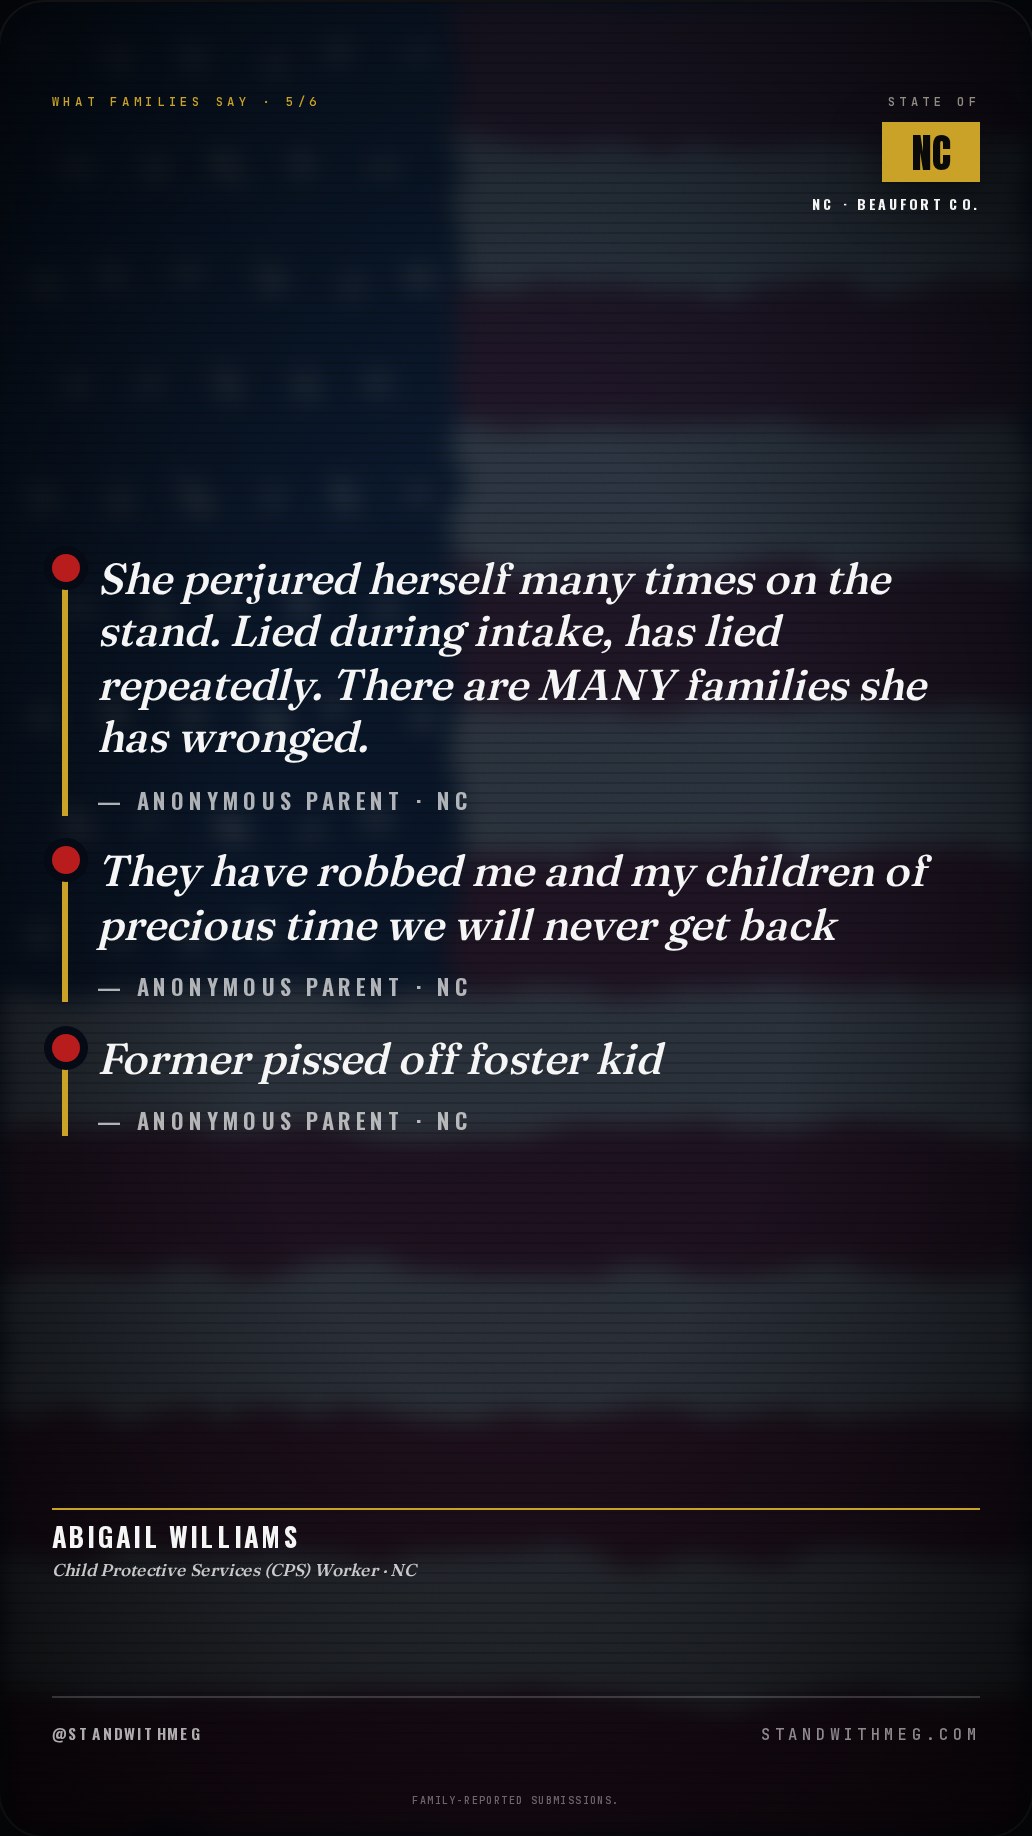 WHAT FAMILIES SAY · 5/6
STATE OF
NC
NC · BEAUFORT CO.
She perjured herself many times on the
stand. Lied during intake, has lied
repeatedly. There are MANY families she
has wronged.
— ANONYMOUS PARENT · NC
They have robbed me and my children of
precious time we will never get back
— ANONYMOUS PARENT · NC
Former pissed off foster kid
— ANONYMOUS PARENT · NC
ABIGAIL WILLIAMS
Child Protective Services (CPS) Worker · NC
@STANDWITHMEG
STANDWITHMEG.COM
FAMILY-REPORTED SUBMISSIONS.